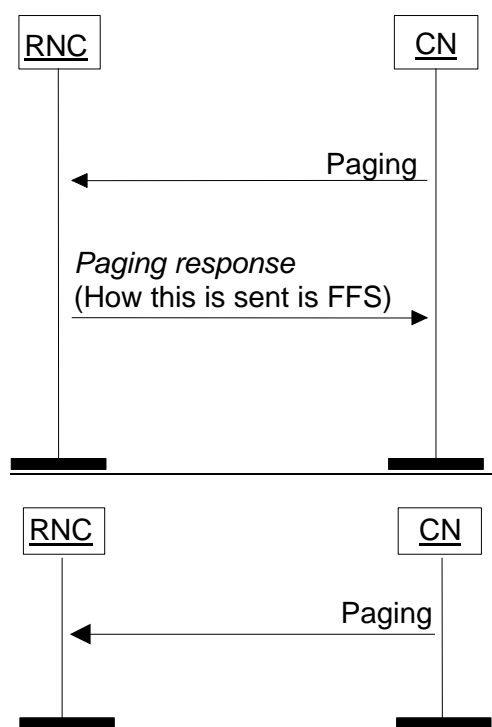 RNC CN
Paging
Paging response
(How this is sent is FFS)
RNC CN
Paging